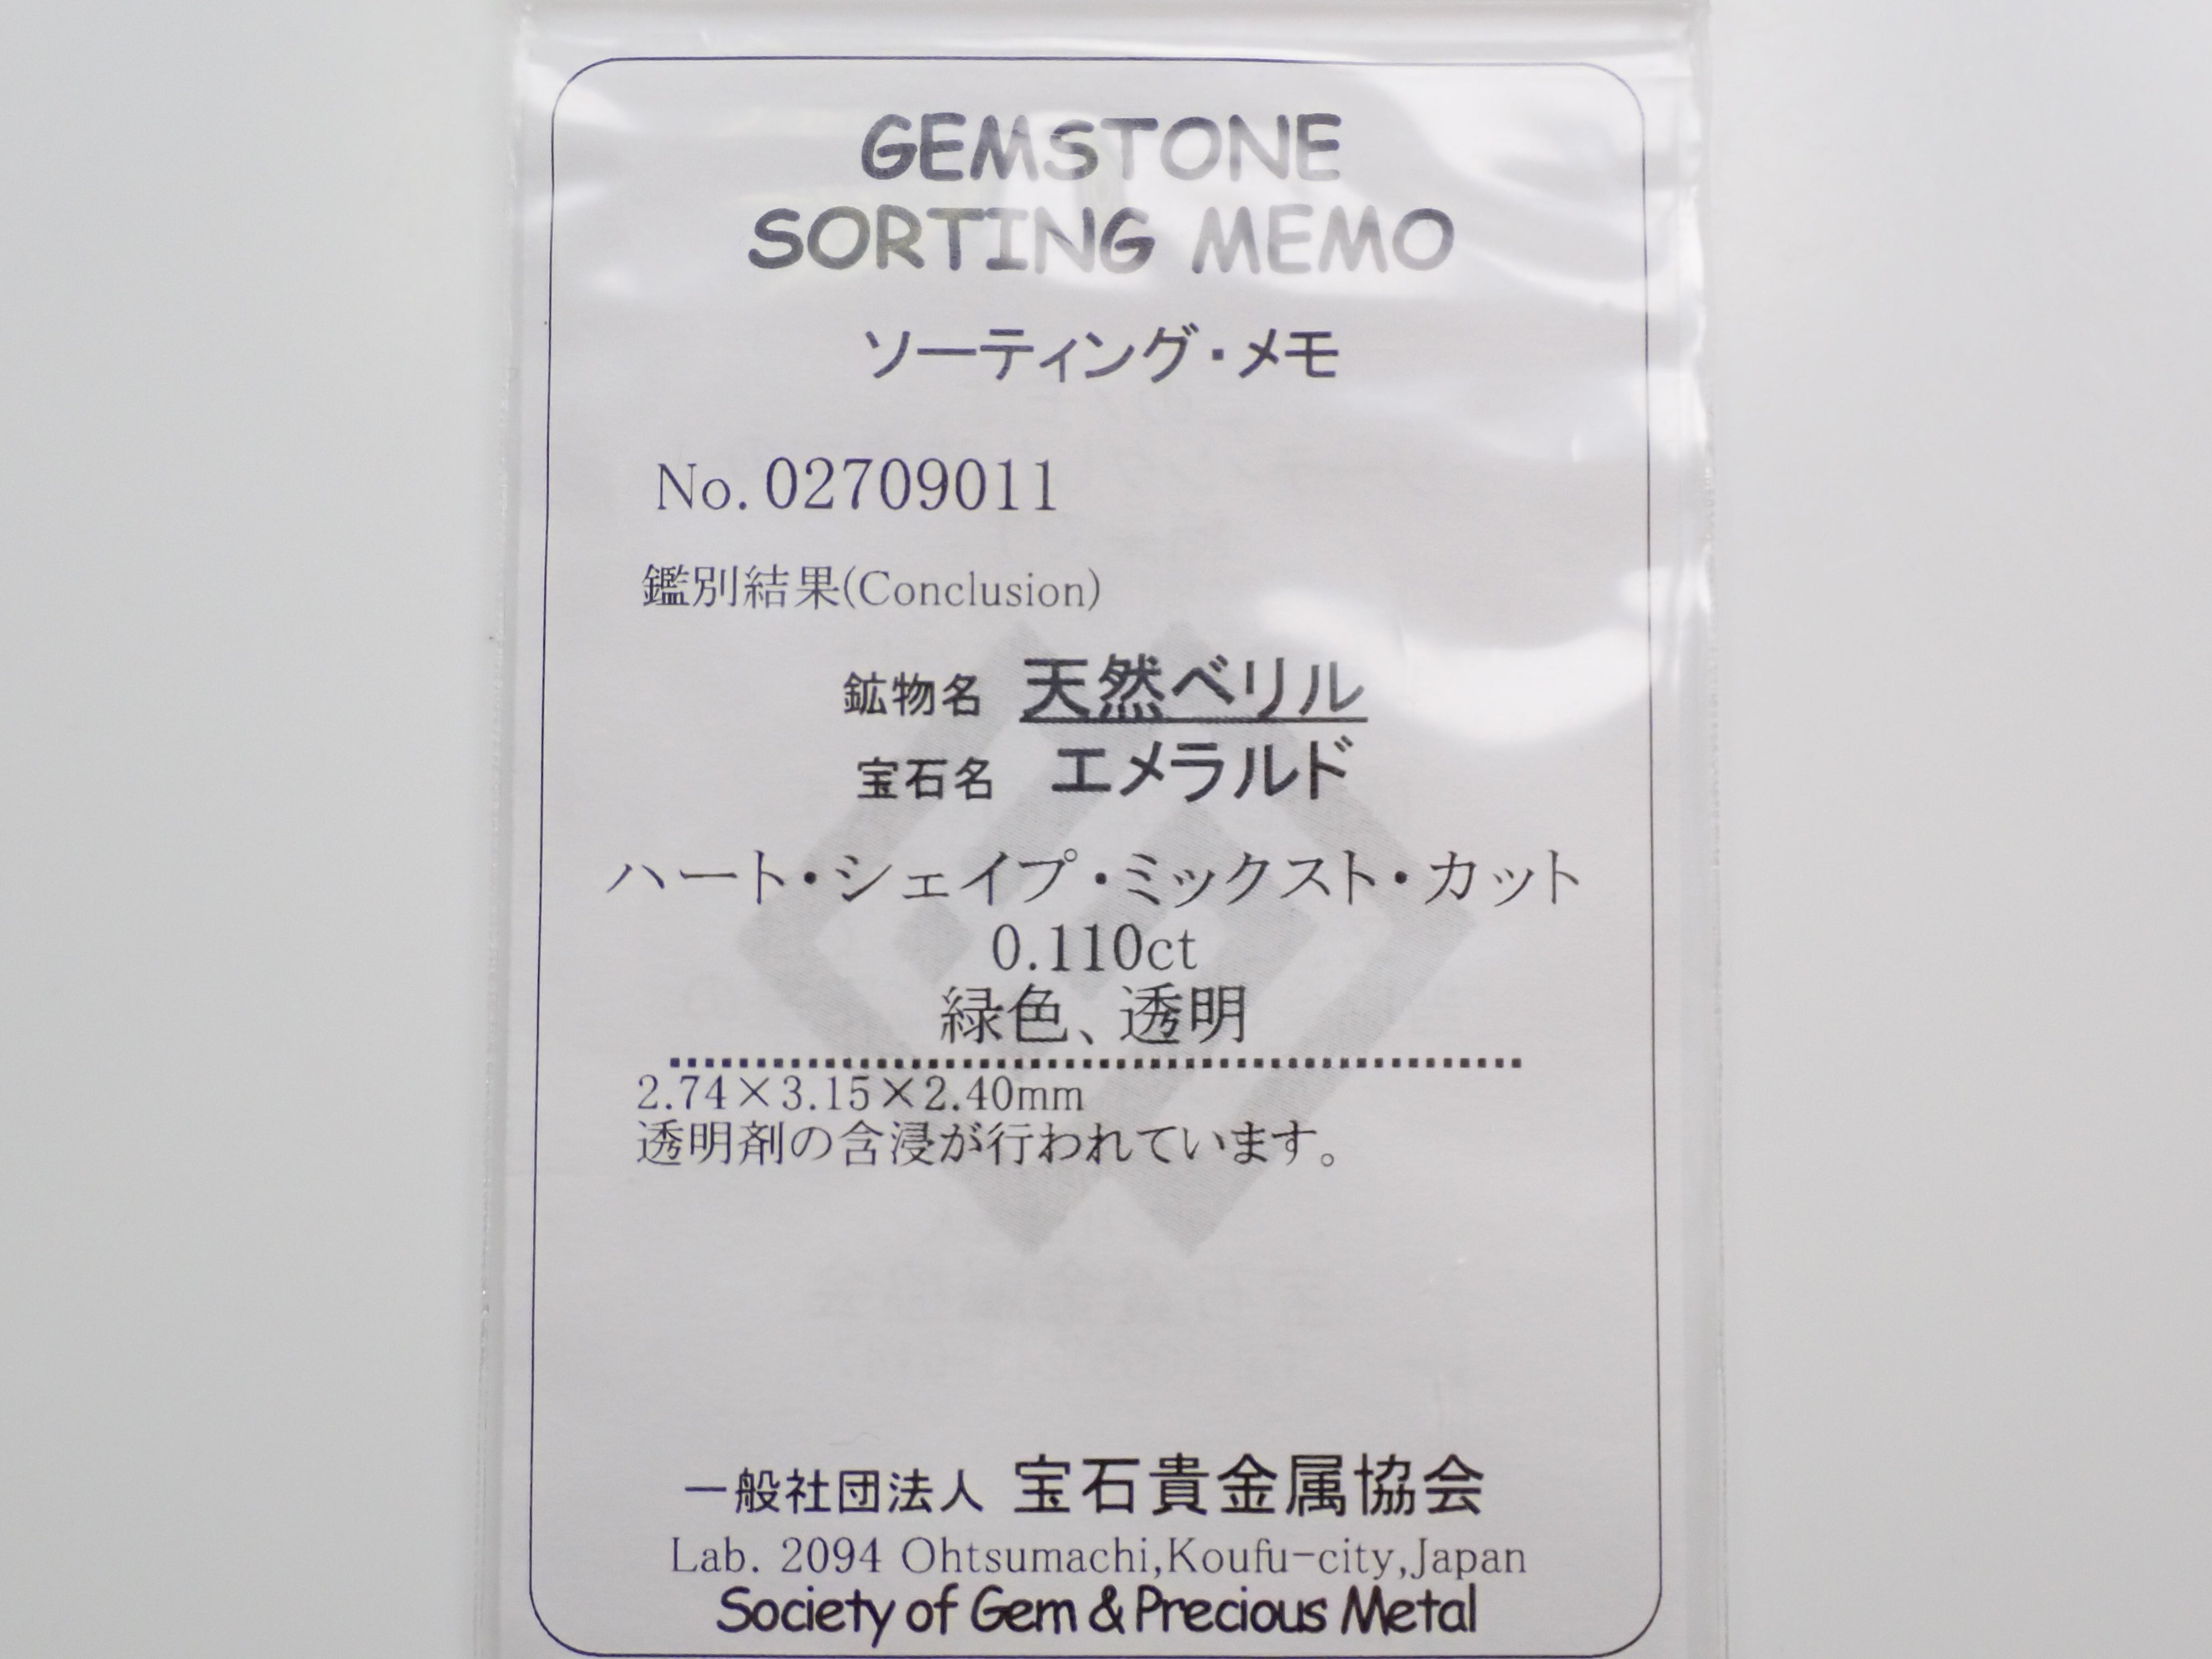 GEMSTONE
SORTING MEMO
ソーティング・メモ
No. 02709011
鑑別結果(Conclusion)
鉱物名 天然ベリル
宝石名 エメラルド
ハート・シェイプ・ミックスト・カット
0.110ct
緑色、透明
2.74×3.15×2.40mm
透明剤の含浸が行われています。
一般社団法人 宝石貴金属協会
Lab. 2094 Ohtsumachi,Koufu-city,Japan
Society of Gem & Precious Metal